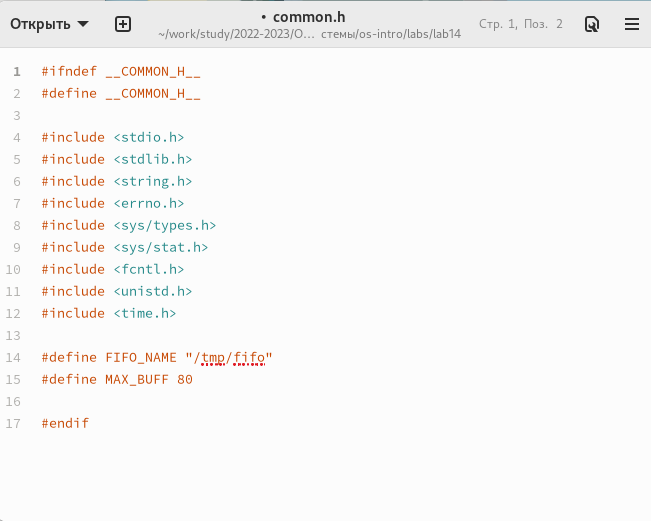 Открыть
• common.h
~/work/study/2022-2023/О… стемы/os-intro/labs/lab14
Стр. 1, Поз. 2
1 #ifndef __COMMON_H__
2 #define __COMMON_H__
3
4 #include <stdio.h>
5 #include <stdlib.h>
6 #include <string.h>
7 #include <errno.h>
8 #include <sys/types.h>
9 #include <sys/stat.h>
10 #include <fcntl.h>
11 #include <unistd.h>
12 #include <time.h>
13
14 #define FIFO_NAME "/tmp/fifo"
15 #define MAX_BUFF 80
16
17 #endif